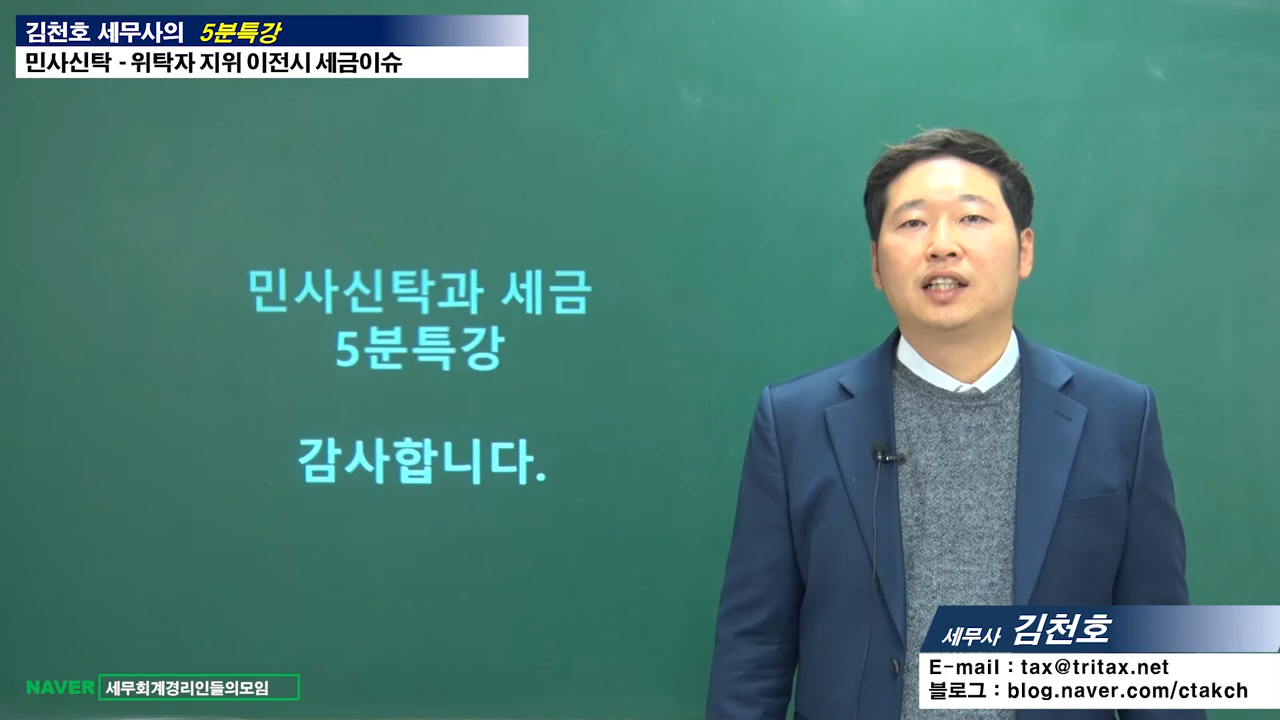 김천호 세무사의 5분특강
민사신탁 - 위탁자 지위 이전시 세금이슈
민사신탁과 세금
5분특강
감사합니다.
세무사 김천호
E-mail : tax@tritax.net
블로그 : blog.naver.com/ctakch
NAVER 세무회계경리인들의모임